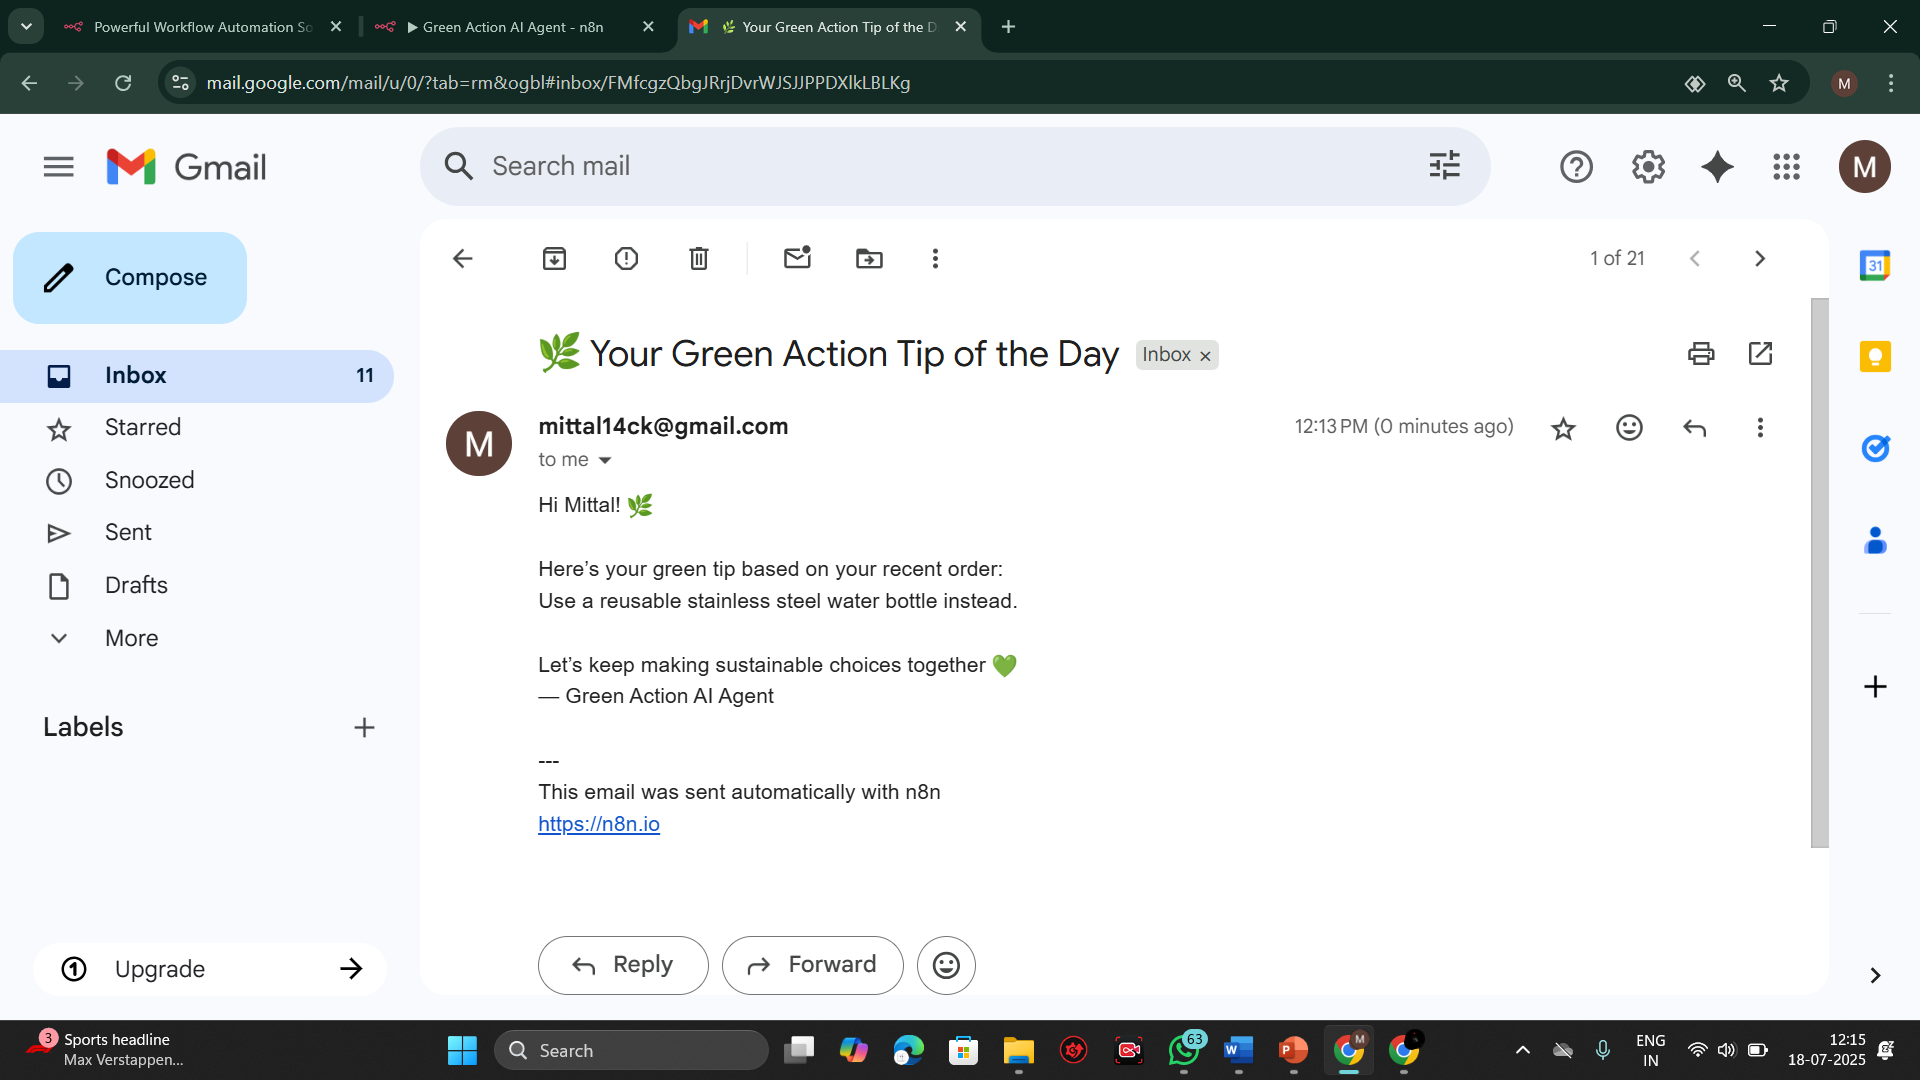 Powerful Workflow Automation So
▶ Green Action AI Agent - n8n
🌿 Your Green Action Tip of the D
mail.google.com/mail/u/0/?tab=rm&ogbl#inbox/FMfcgzQbgJRrjDvrWJSJJPPDXlkLBLKg
M
Gmail
Search mail
M
Compose
1 of 21
31
🌿 Your Green Action Tip of the Day
Inbox ×
Inbox 11
Starred
Snoozed
Sent
Drafts
More
Labels
Upgrade
M
mittal14ck@gmail.com
12:13 PM (0 minutes ago)
to me
Hi Mittal! 🌿
Here’s your green tip based on your recent order:
Use a reusable stainless steel water bottle instead.
Let’s keep making sustainable choices together 💚
— Green Action AI Agent
---
This email was sent automatically with n8n
https://n8n.io
Reply
Forward
3
Sports headline
Max Verstappen...
Search
63
W
P
M
ENG
IN
12:15
18-07-2025